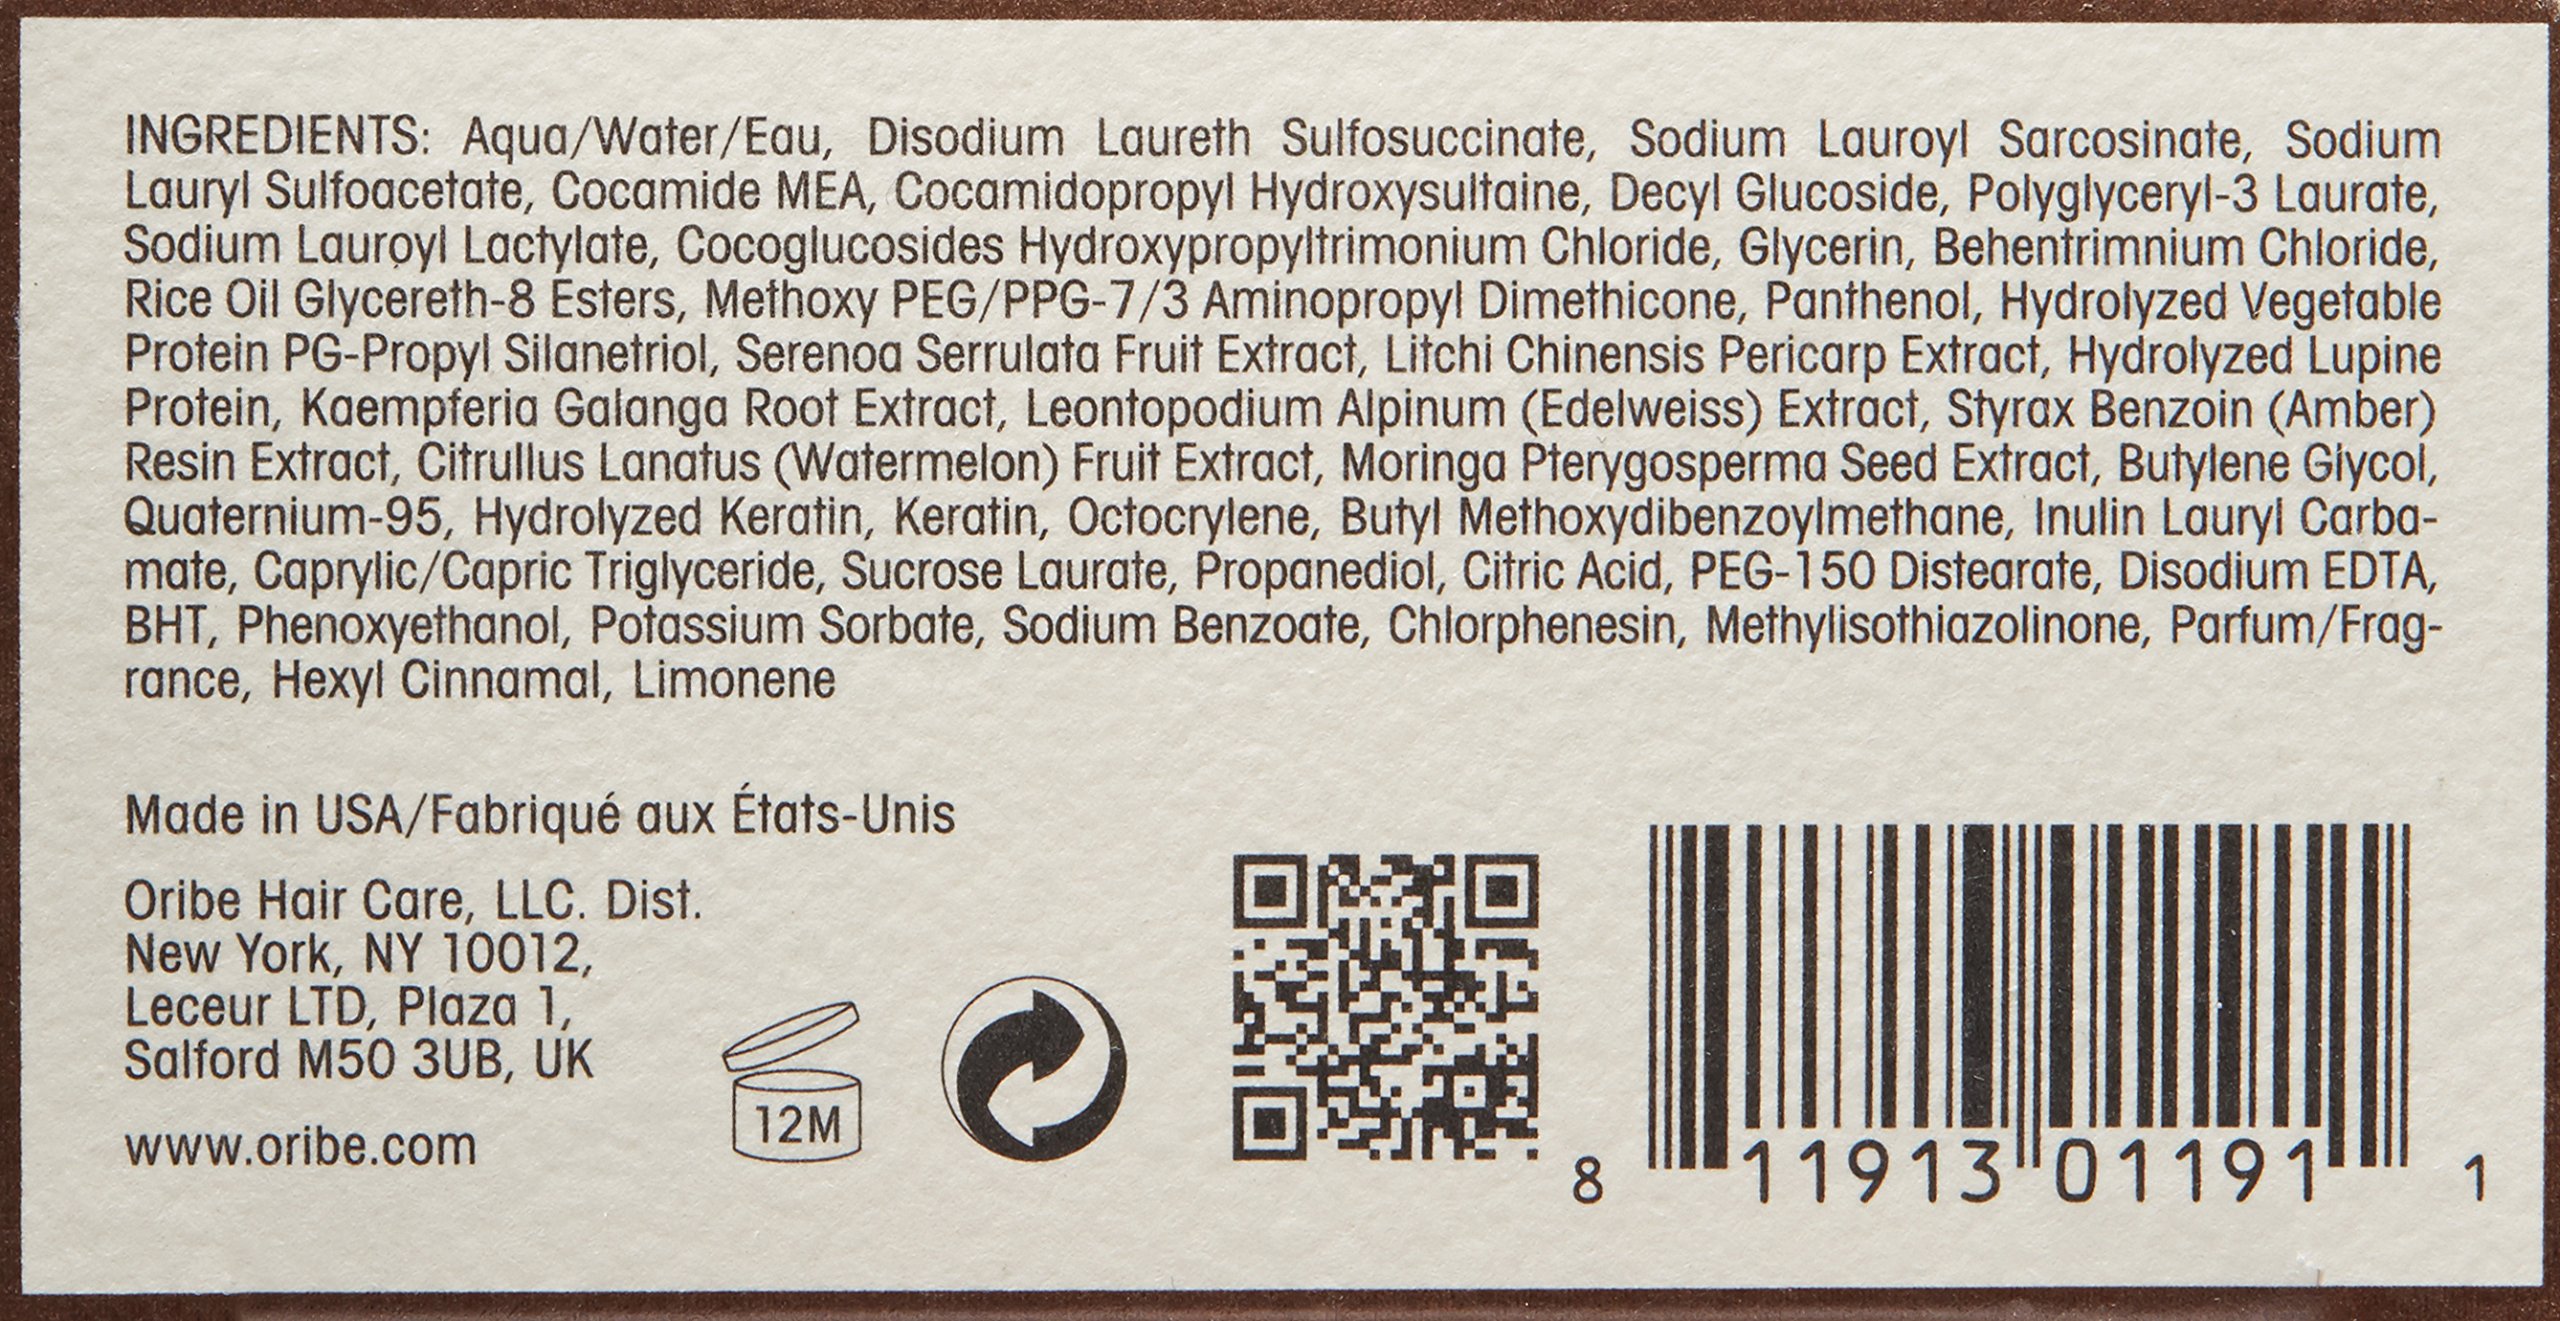 INGREDIENTS: Aqua/Water/Eau, Disodium Laureth Sulfosuccinate, Sodium Lauroyl Sarcosinate, Sodium
Lauryl Sulfoacetate, Cocamide MEA, Cocamidopropyl Hydroxysultaine, Decyl Glucoside, Polyglyceryl-3 Laurate,
Sodium Lauroyl Lactylate, Cocoglucosides Hydroxypropyltrimonium Chloride, Glycerin, Behentrimnium Chloride,
Rice Oil Glycereth-8 Esters, Methoxy PEG/PPG-7/3 Aminopropyl Dimethicone, Panthenol, Hydrolyzed Vegetable
Protein PG-Propyl Silanetriol, Serenoa Serrulata Fruit Extract, Litchi Chinensis Pericarp Extract, Hydrolyzed Lupine
Protein, Kaempferia Galanga Root Extract, Leontopodium Alpinum (Edelweiss) Extract, Styrax Benzoin (Amber)
Resin Extract, Citrullus Lanatus (Watermelon) Fruit Extract, Moringa Pterygosperma Seed Extract, Butylene Glycol,
Quaternium-95, Hydrolyzed Keratin, Keratin, Octocrylene, Butyl Methoxydibenzoylmethane, Inulin Lauryl Carba-
mate, Caprylic/Capric Triglyceride, Sucrose Laurate, Propanediol, Citric Acid, PEG-150 Distearate, Disodium EDTA,
BHT, Phenoxyethanol, Potassium Sorbate, Sodium Benzoate, Chlorphenesin, Methylisothiazolinone, Parfum/Frag-
rance, Hexyl Cinnamal, Limonene
Made in USA/Fabriqué aux États-Unis
Oribe Hair Care, LLC. Dist.
New York, NY 10012,
Leceur LTD, Plaza 1,
Salford M50 3UB, UK
www.oribe.com
12M
8 11913 01191 1